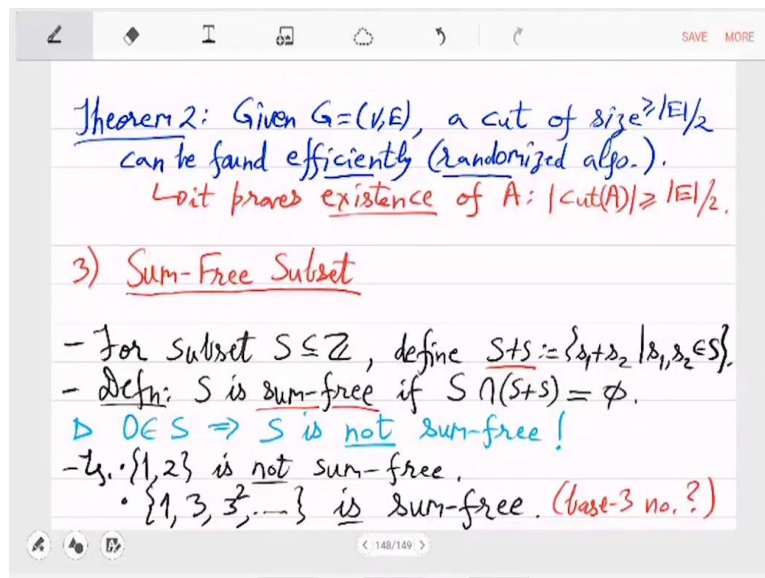 T
SAVE MORE
Theorem 2: Given G=(V,E), a cut of size ≥|E|/2
can be found efficiently (randomized algo.).
↳ it proves existence of A: |cut(A)| ≥ |E|/2.
3) Sum-Free Subset
- For subset S ⊆ ℤ, define S+S := {s₁+s₂ | s₁,s₂ ∈ S}.
- Defn: S is sum-free if S ∩ (S+S) = ∅.
▷ 0∈S ⇒ S is not sum-free!
- Eg. • {1,2} is not sum-free.
• {1, 3, 3², ...} is sum-free. (base-3 no.?)
< 148/149 >